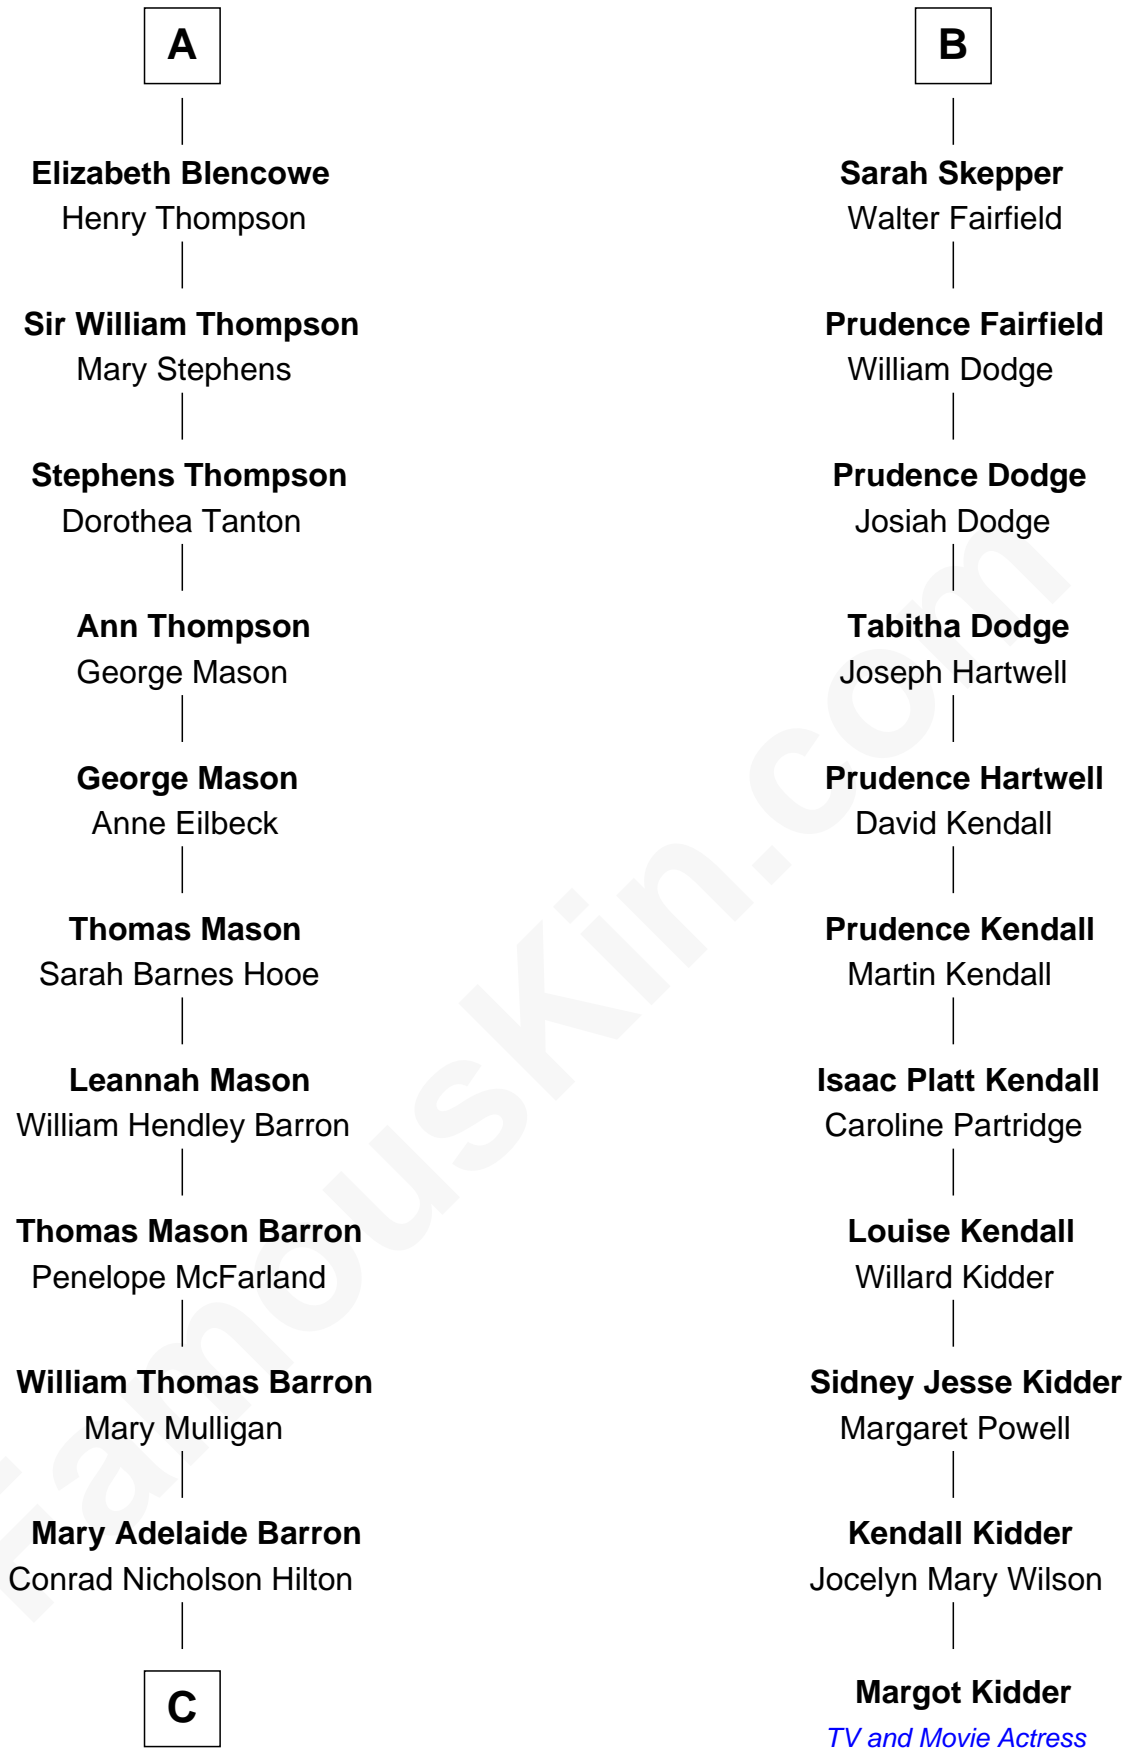 A
Elizabeth Blencowe
Henry Thompson
Sir William Thompson
Mary Stephens
Stephens Thompson
Dorothea Tanton
Ann Thompson
George Mason
George Mason
Anne Eilbeck
Thomas Mason
Sarah Barnes Hooe
Leannah Mason
William Hendley Barron
Thomas Mason Barron
Penelope McFarland
William Thomas Barron
Mary Mulligan
Mary Adelaide Barron
Conrad Nicholson Hilton
C
B
Sarah Skepper
Walter Fairfield
Prudence Fairfield
William Dodge
Prudence Dodge
Josiah Dodge
Tabitha Dodge
Joseph Hartwell
Prudence Hartwell
David Kendall
Prudence Kendall
Martin Kendall
Isaac Platt Kendall
Caroline Partridge
Louise Kendall
Willard Kidder
Sidney Jesse Kidder
Margaret Powell
Kendall Kidder
Jocelyn Mary Wilson
Margot Kidder
TV and Movie Actress
FamousKin.com